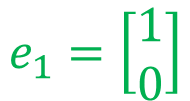 e₁ = [1
0]